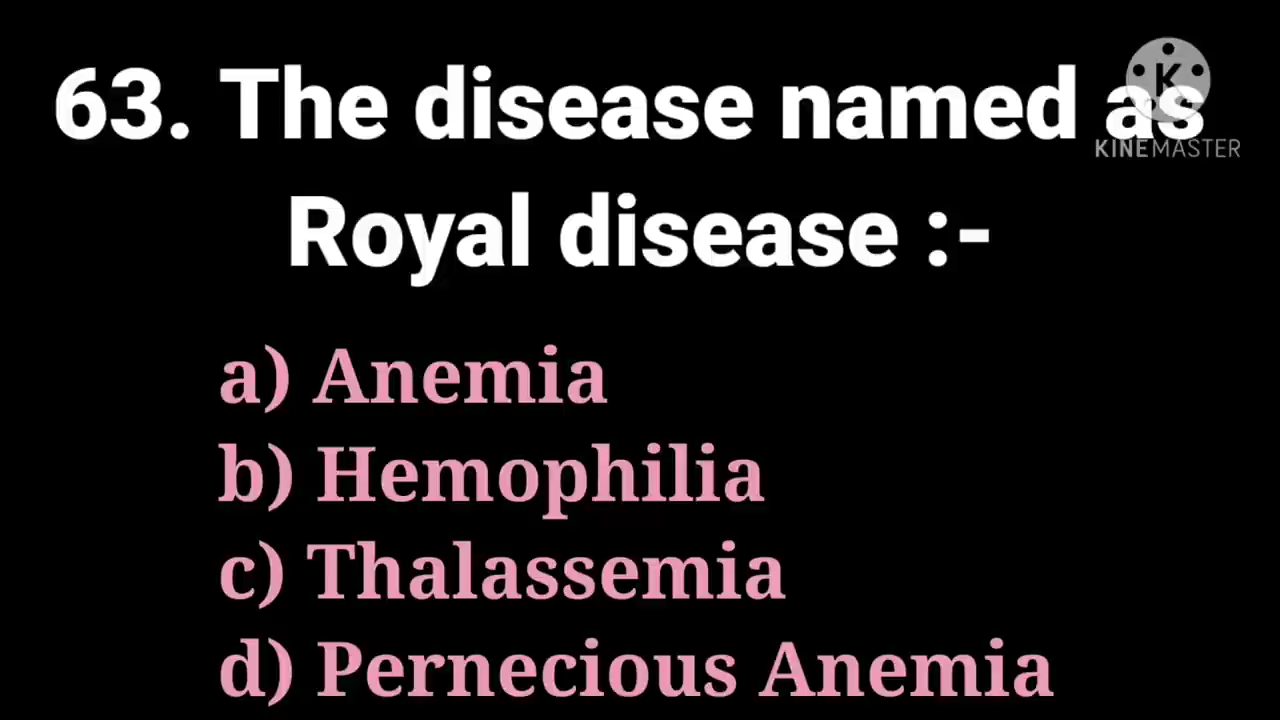 63. The disease named as
K
KINEMASTER
Royal disease :-
a) Anemia
b) Hemophilia
c) Thalassemia
d) Pernecious Anemia